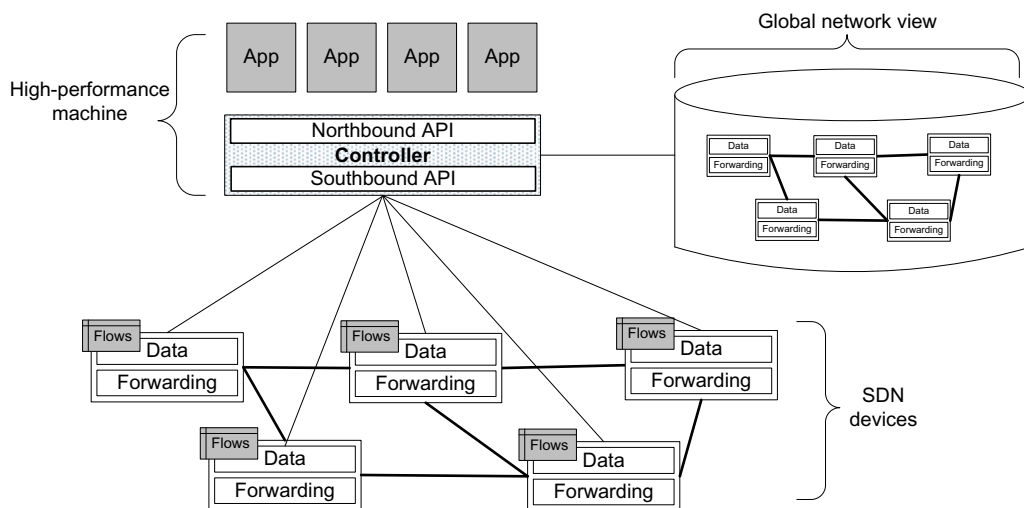 Global network view
App
App
App
App
High-performance
machine
Northbound API
Controller
Southbound API
Data
Forwarding
Data
Forwarding
Data
Forwarding
Data
Forwarding
Data
Forwarding
Flows
Data
Forwarding
Flows
Data
Forwarding
Flows
Data
Forwarding
SDN
devices
Flows
Data
Forwarding
Flows
Data
Forwarding